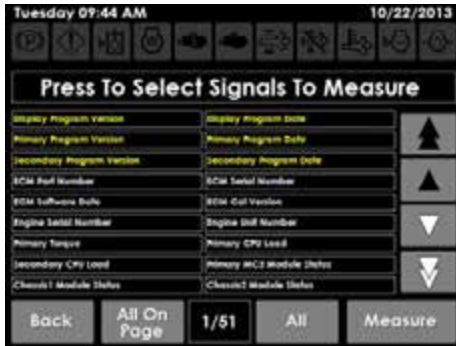 Tuesday 09:44 AM 10/22/2013
Press To Select Signals To Measure
Display Program Version Display Program Date
Primary Program Version Primary Program Date
Secondary Program Version Secondary Program Date
ECM Part Number ECM Serial Number
ECM Software Date ECM Cal Version
Engine Serial Number Engine Unit Number
Primary Torque Primary CPU Load
Secondary CPU Load Primary MC3 Module Status
Chassis1 Module Status Chassis2 Module Status
Back All On Page 1/51 All Measure